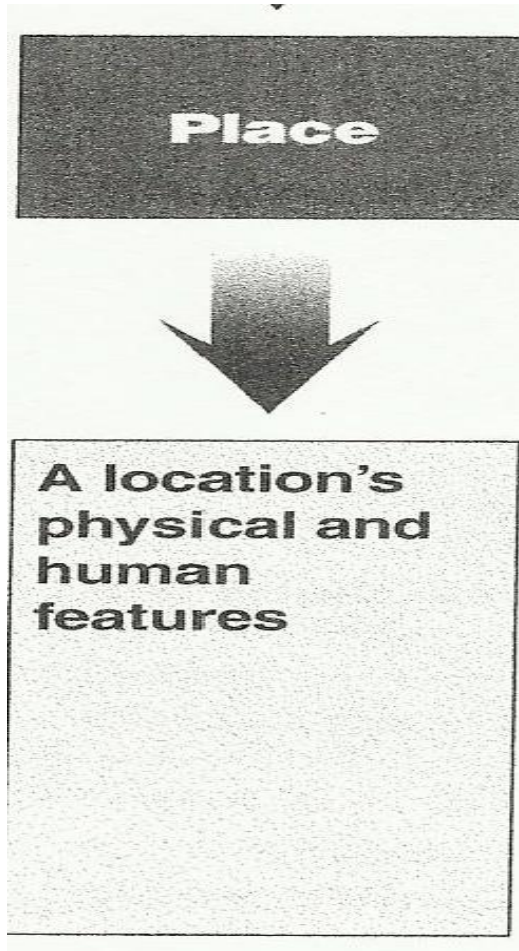 Place
A location's
physical and
human
features